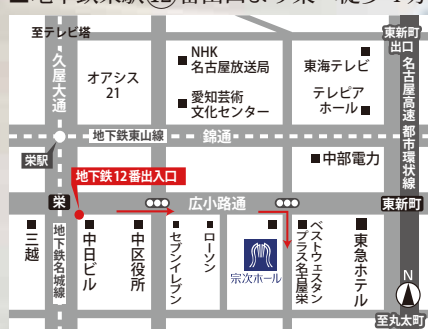 ■地下鉄栄駅⑫番出口より東へ徒歩4分
至テレビ塔
久屋大通
オアシス
21
■NHK
名古屋放送局
■愛知芸術
文化センター
■
東海テレビ
テレピア
ホール■
東新町
出口
名古屋高速 都市環状線
地下鉄東山線
錦通
栄駅
■中部電力
地下鉄12番出入口
栄
広小路通
東新町
■三越
地下鉄名城線
■中日ビル
■中区役所
■セブンイレブン
■ローソン
宗次ホール
■ベストウェスタン
プラス名古屋栄
■東急ホテル
N
至丸太町